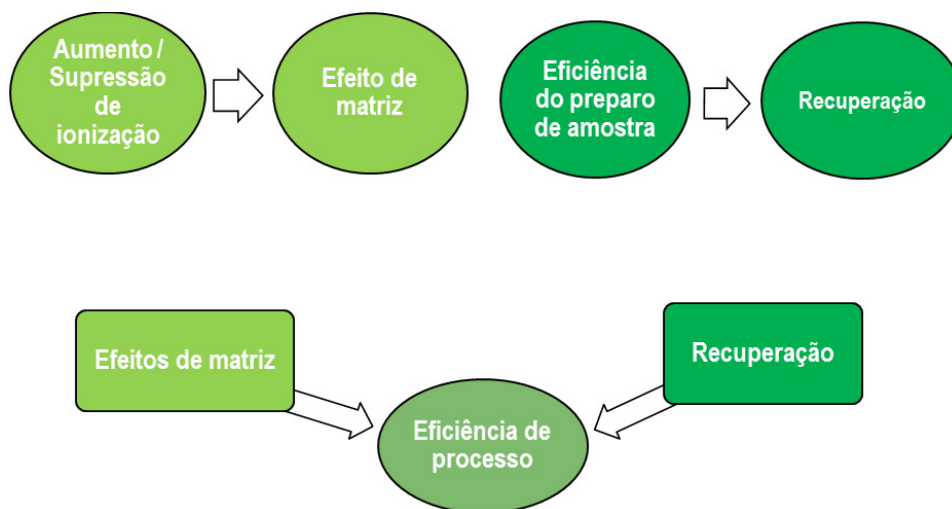 Aumento /
Supressão
de
ionização
Efeito de
matriz
Eficiência
do preparo
de amostra
Recuperação
Efeitos de matriz
Recuperação
Eficiência de
processo